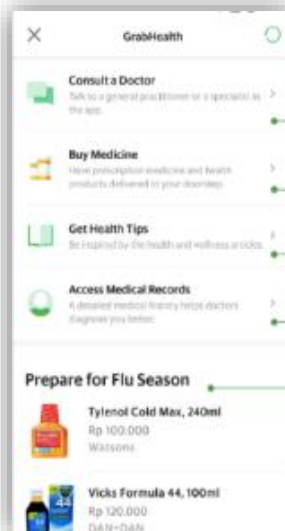 GrabHealth
Consult a Doctor
Talk to a general practitioner or a specialist in
the app.
Buy Medicine
Have prescription medicine and health
products delivered to your doorstep.
Get Health Tips
Be inspired by the health and wellness articles.
Access Medical Records
A detailed medical history helps doctors
diagnose you better.
Prepare for Flu Season
Tylenol Cold Max, 240ml
Rp 100.000
Watsons
Vicks Formula 44, 100ml
44
Rp 120.000
DAN+DAN